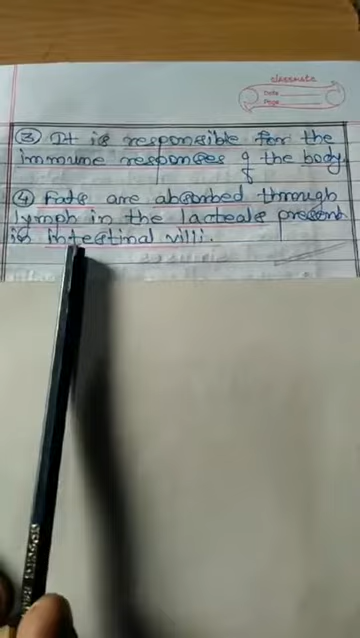 classmate
Date
Page
③ It is responsible for the
immune responses of the body.
④ Fats are absorbed through
lymph in the lacteals present
in intestinal villi.